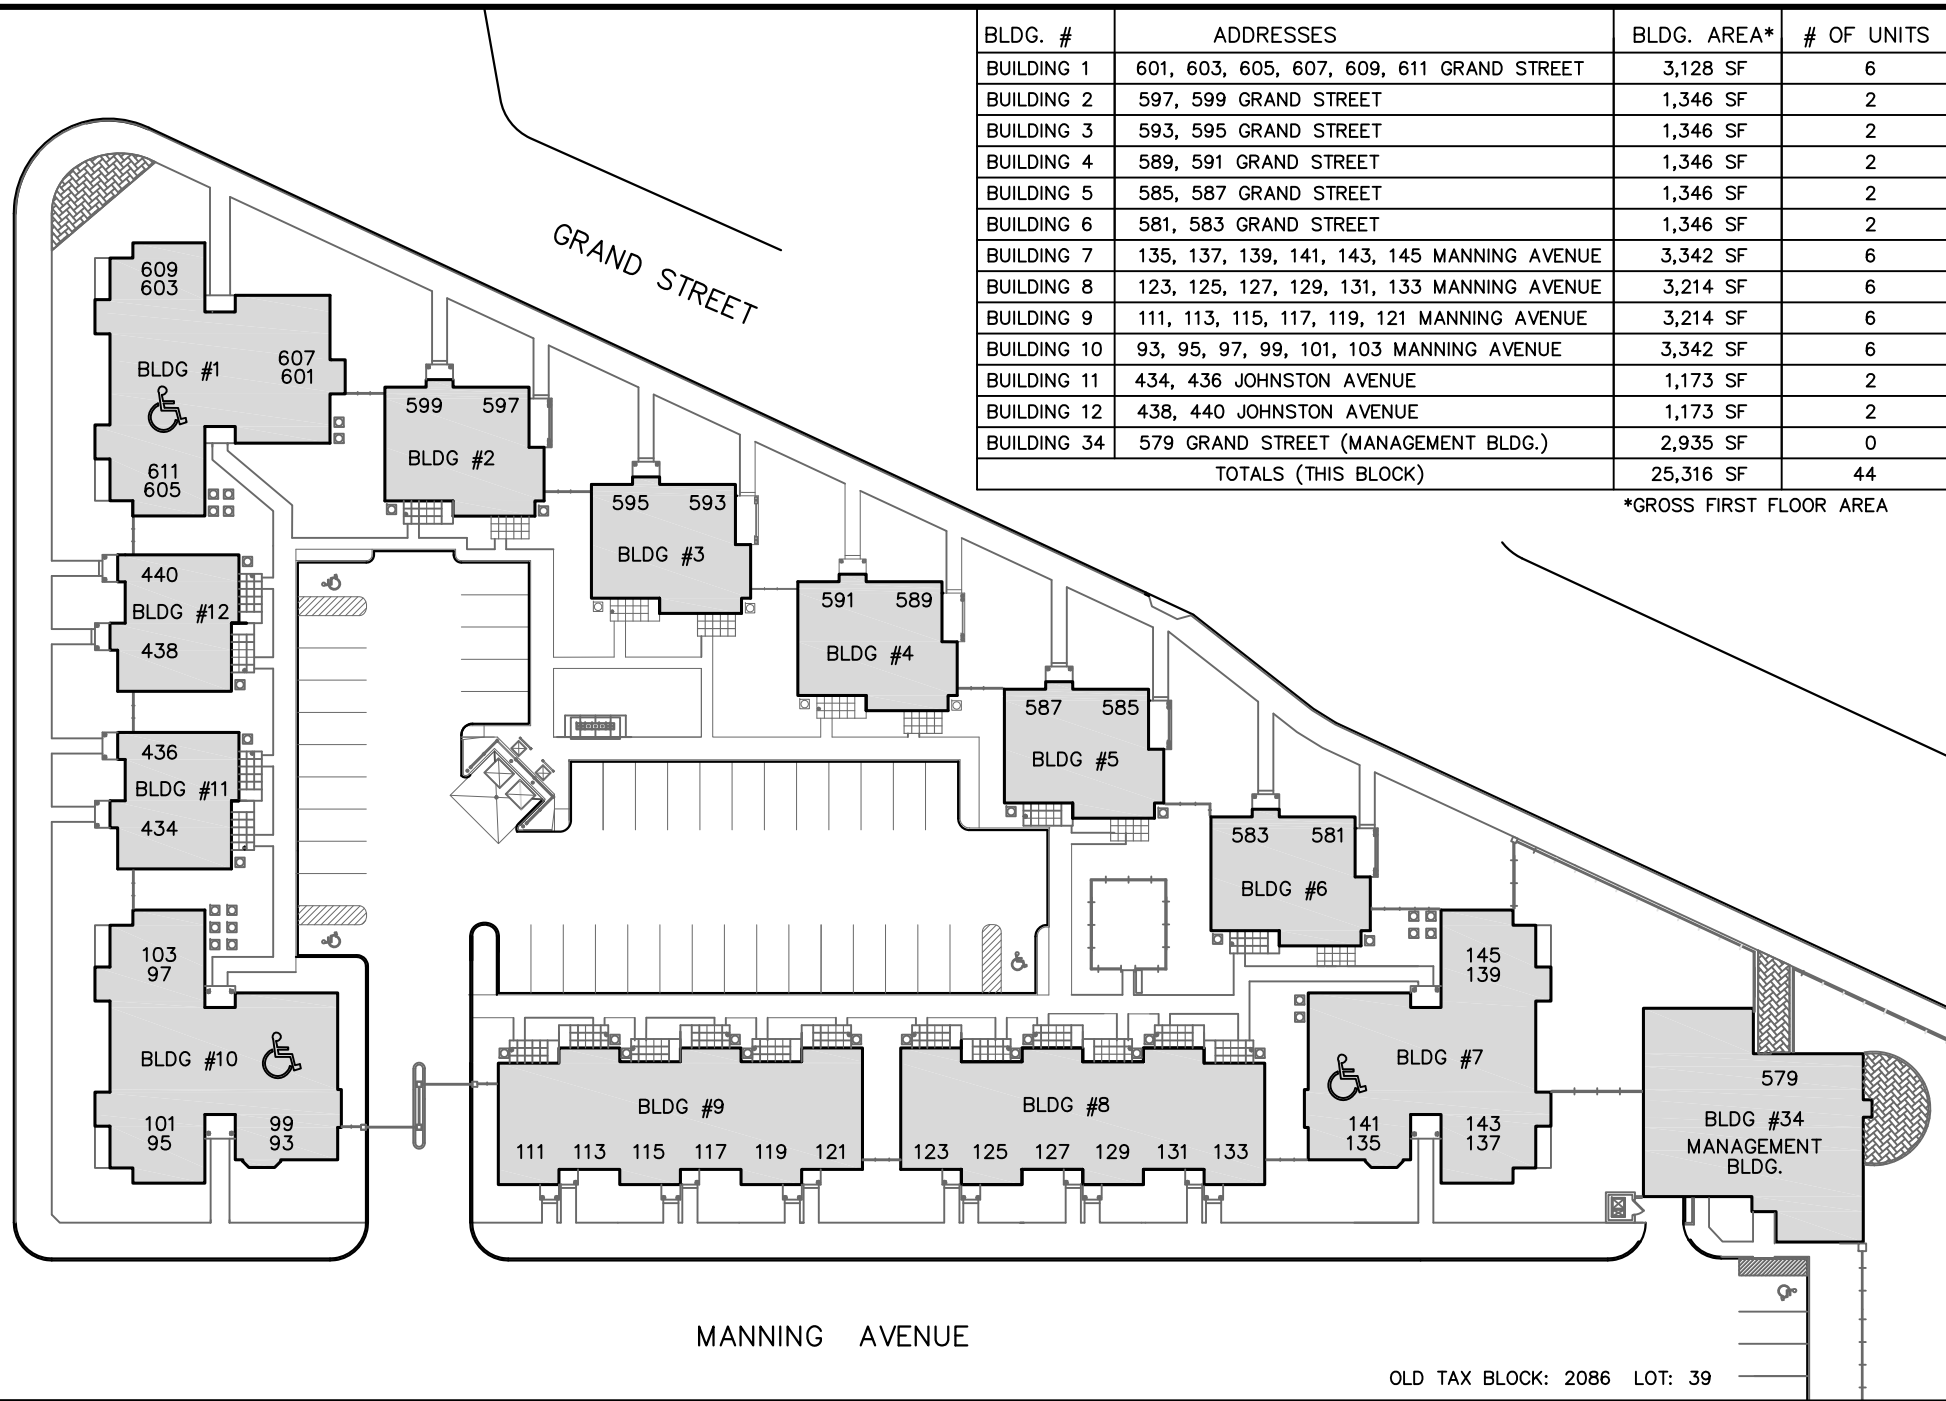 BLDG. # ADDRESSES BLDG. AREA* # OF UNITS
BUILDING 1 601, 603, 605, 607, 609, 611 GRAND STREET 3,128 SF 6
BUILDING 2 597, 599 GRAND STREET 1,346 SF 2
BUILDING 3 593, 595 GRAND STREET 1,346 SF 2
BUILDING 4 589, 591 GRAND STREET 1,346 SF 2
BUILDING 5 585, 587 GRAND STREET 1,346 SF 2
BUILDING 6 581, 583 GRAND STREET 1,346 SF 2
BUILDING 7 135, 137, 139, 141, 143, 145 MANNING AVENUE 3,342 SF 6
BUILDING 8 123, 125, 127, 129, 131, 133 MANNING AVENUE 3,214 SF 6
BUILDING 9 111, 113, 115, 117, 119, 121 MANNING AVENUE 3,214 SF 6
BUILDING 10 93, 95, 97, 99, 101, 103 MANNING AVENUE 3,342 SF 6
BUILDING 11 434, 436 JOHNSTON AVENUE 1,173 SF 2
BUILDING 12 438, 440 JOHNSTON AVENUE 1,173 SF 2
BUILDING 34 579 GRAND STREET (MANAGEMENT BLDG.) 2,935 SF 0
TOTALS (THIS BLOCK) 25,316 SF 44
*GROSS FIRST FLOOR AREA
GRAND STREET
609
603
607
601
BLDG #1
611
605
599 597
BLDG #2
595 593
BLDG #3
591 589
BLDG #4
587 585
BLDG #5
583 581
BLDG #6
440
BLDG #12
438
436
BLDG #11
434
103
97
BLDG #10
101
95
99
93
BLDG #9
111 113 115 117 119 121
BLDG #8
123 125 127 129 131 133
145
139
BLDG #7
141
135
143
137
579
BLDG #34
MANAGEMENT
BLDG.
MANNING AVENUE
OLD TAX BLOCK: 2086 LOT: 39